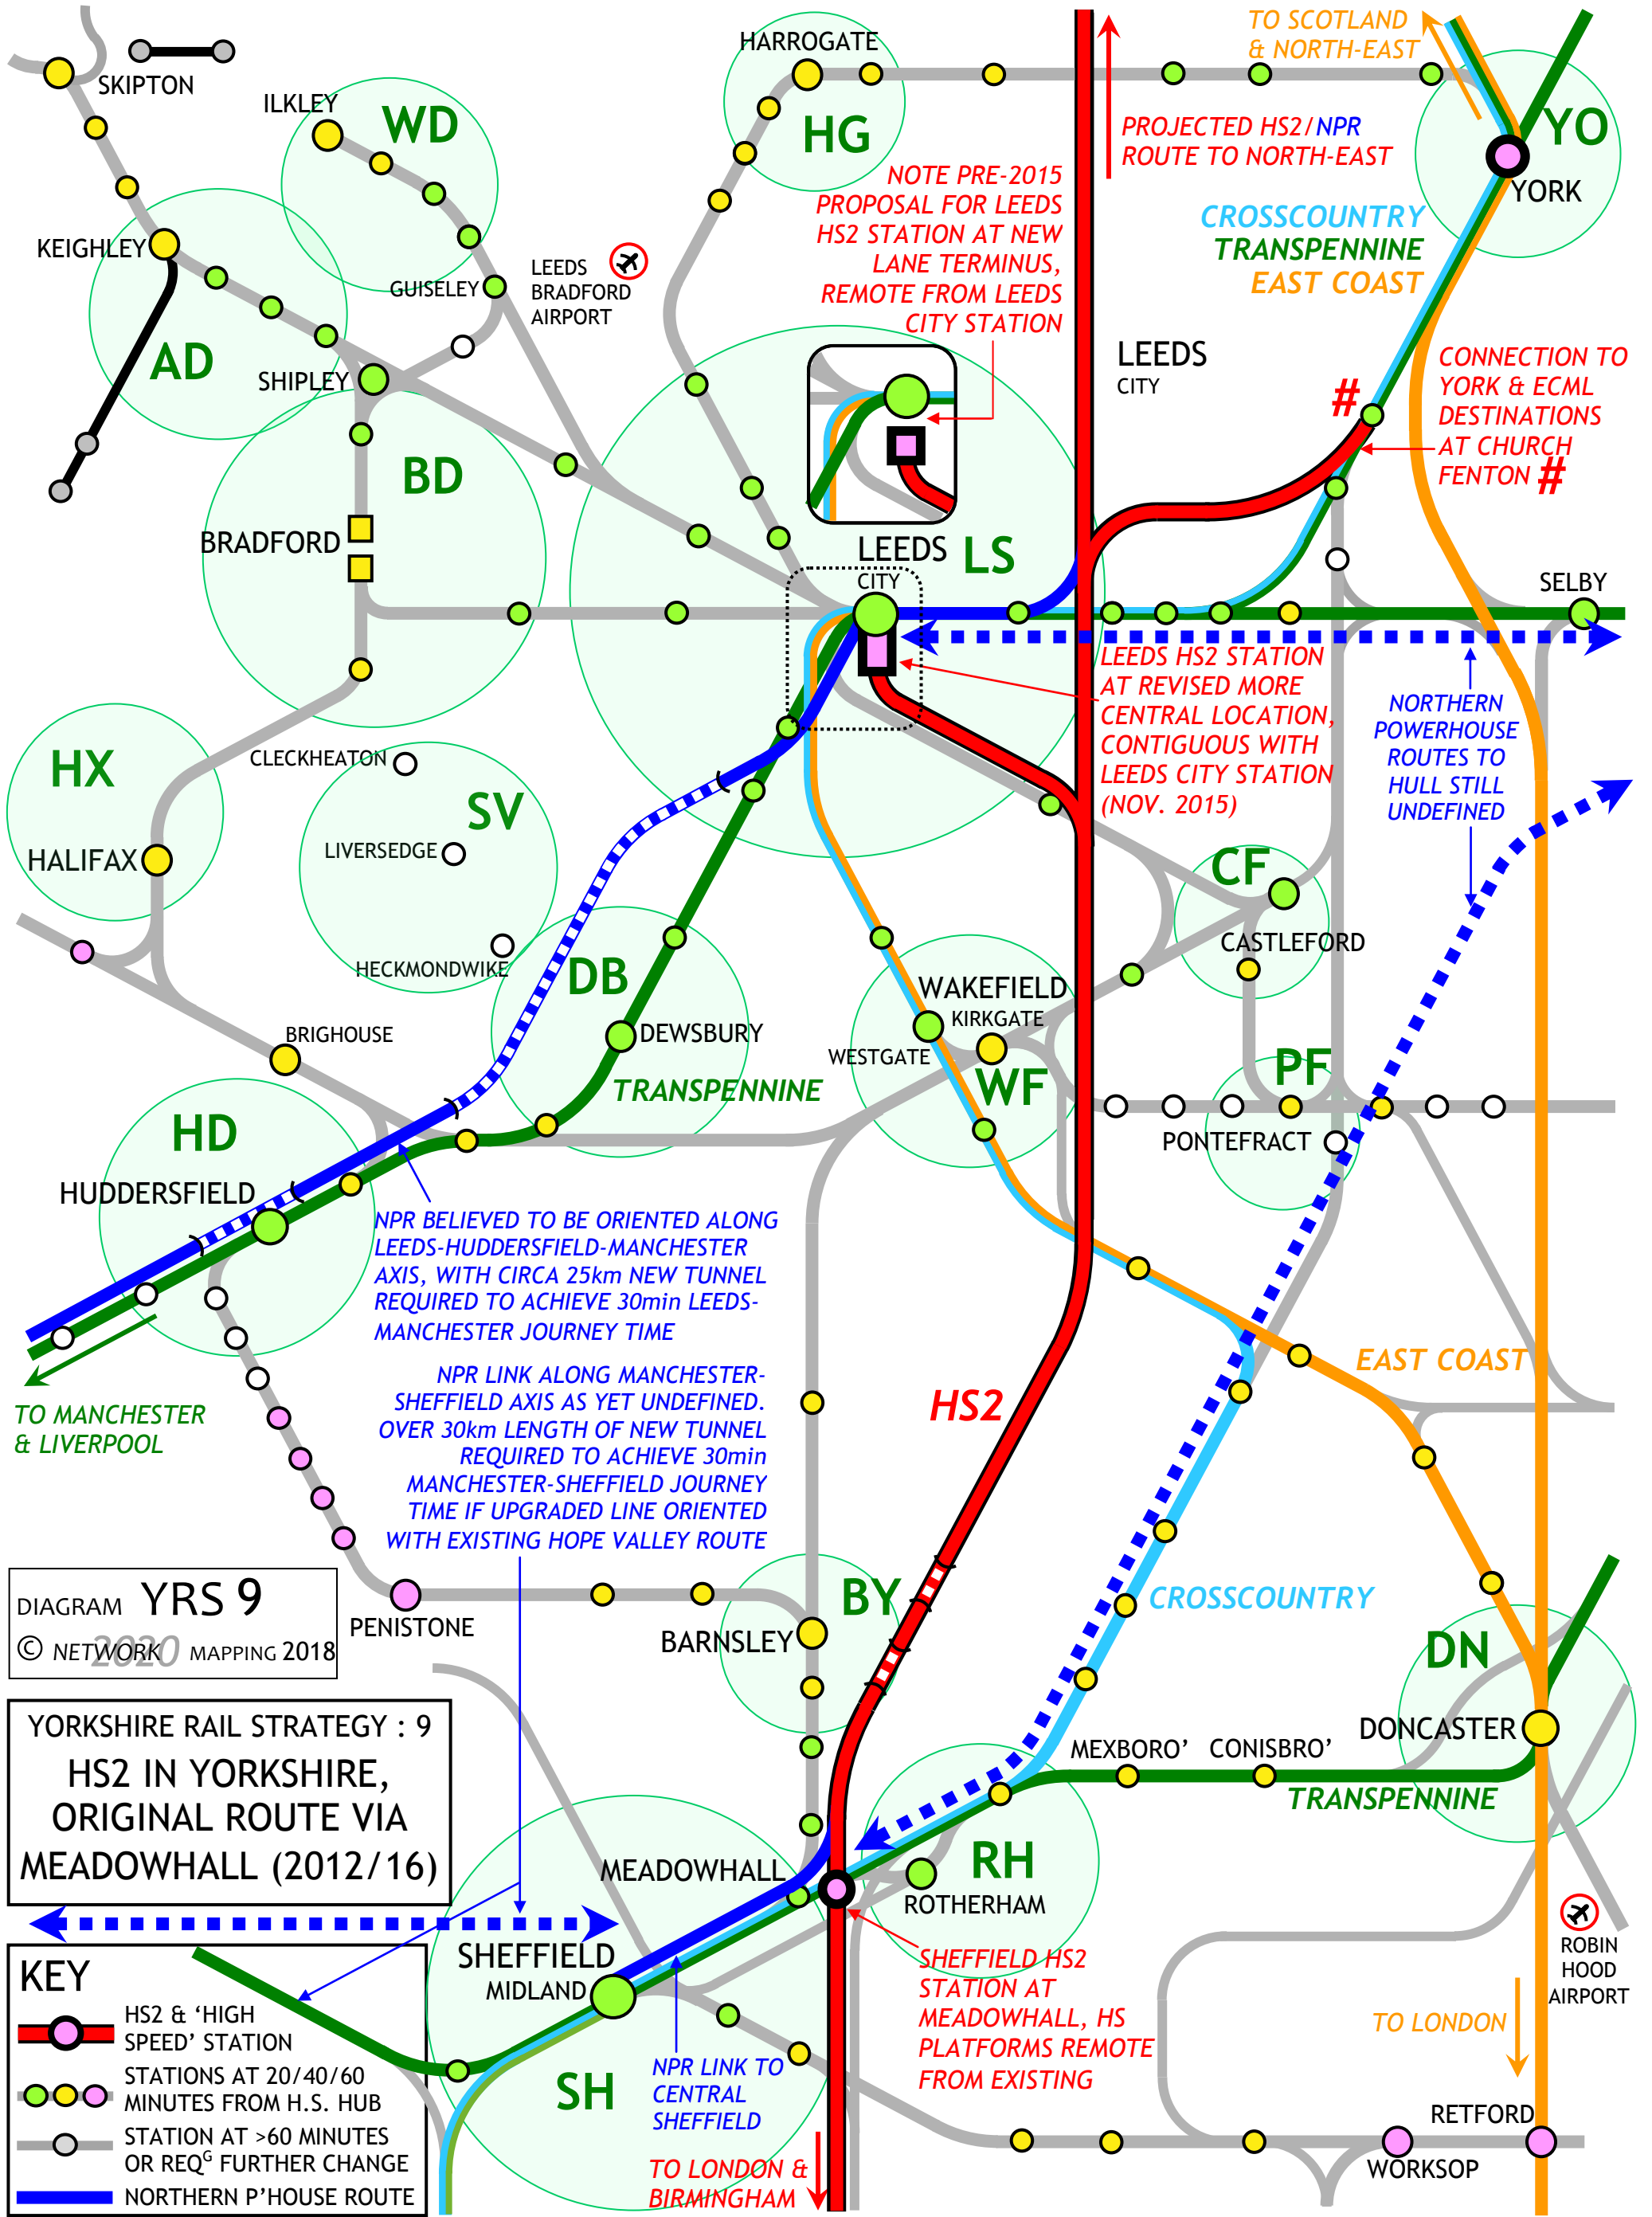 TO SCOTLAND
& NORTH-EAST
HARROGATE
SKIPTON
ILKLEY
WD
HG
YO
PROJECTED HS2/NPR
ROUTE TO NORTH-EAST
NOTE PRE-2015
PROPOSAL FOR LEEDS
HS2 STATION AT NEW
LANE TERMINUS,
REMOTE FROM LEEDS
CITY STATION
YORK
CROSSCOUNTRY
TRANSPENNINE
EAST COAST
KEIGHLEY
GUISELEY
LEEDS
BRADFORD
AIRPORT
AD
SHIPLEY
LEEDS
CITY
#
CONNECTION TO
YORK & ECML
DESTINATIONS
AT CHURCH
FENTON #
BD
BRADFORD
LEEDS
CITY
LS
SELBY
LEEDS HS2 STATION
AT REVISED MORE
CENTRAL LOCATION,
CONTIGUOUS WITH
LEEDS CITY STATION
(NOV. 2015)
NORTHERN
POWERHOUSE
ROUTES TO
HULL STILL
UNDEFINED
HX
CLECKHEATON
SV
LIVERSEDGE
HALIFAX
HECKMONDWIKE
CF
CASTLEFORD
DB
DEWSBURY
WAKEFIELD
KIRKGATE
WESTGATE
WF
BRIGHOUSE
TRANSPENNINE
PF
PONTEFRACT
HD
HUDDERSFIELD
NPR BELIEVED TO BE ORIENTED ALONG
LEEDS-HUDDERSFIELD-MANCHESTER
AXIS, WITH CIRCA 25km NEW TUNNEL
REQUIRED TO ACHIEVE 30min LEEDS-
MANCHESTER JOURNEY TIME
NPR LINK ALONG MANCHESTER-
SHEFFIELD AXIS AS YET UNDEFINED.
OVER 30km LENGTH OF NEW TUNNEL
REQUIRED TO ACHIEVE 30min
MANCHESTER-SHEFFIELD JOURNEY
TIME IF UPGRADED LINE ORIENTED
WITH EXISTING HOPE VALLEY ROUTE
TO MANCHESTER
& LIVERPOOL
HS2
EAST COAST
DIAGRAM YRS 9
© NETWORK 2020 MAPPING 2018
PENISTONE
BARNSLEY
BY
CROSSCOUNTRY
DN
DONCASTER
YORKSHIRE RAIL STRATEGY : 9
HS2 IN YORKSHIRE,
ORIGINAL ROUTE VIA
MEADOWHALL (2012/16)
MEXBORO’
CONISBRO’
TRANSPENNINE
MEADOWHALL
RH
ROTHERHAM
SHEFFIELD
MIDLAND
SHEFFIELD HS2
STATION AT
MEADOWHALL, HS
PLATFORMS REMOTE
FROM EXISTING
ROBIN
HOOD
AIRPORT
TO LONDON
SH
NPR LINK TO
CENTRAL
SHEFFIELD
TO LONDON &
BIRMINGHAM
RETFORD
WORKSOP
KEY
HS2 & ‘HIGH
SPEED’ STATION
STATIONS AT 20/40/60
MINUTES FROM H.S. HUB
STATION AT >60 MINUTES
OR REQG FURTHER CHANGE
NORTHERN P’HOUSE ROUTE